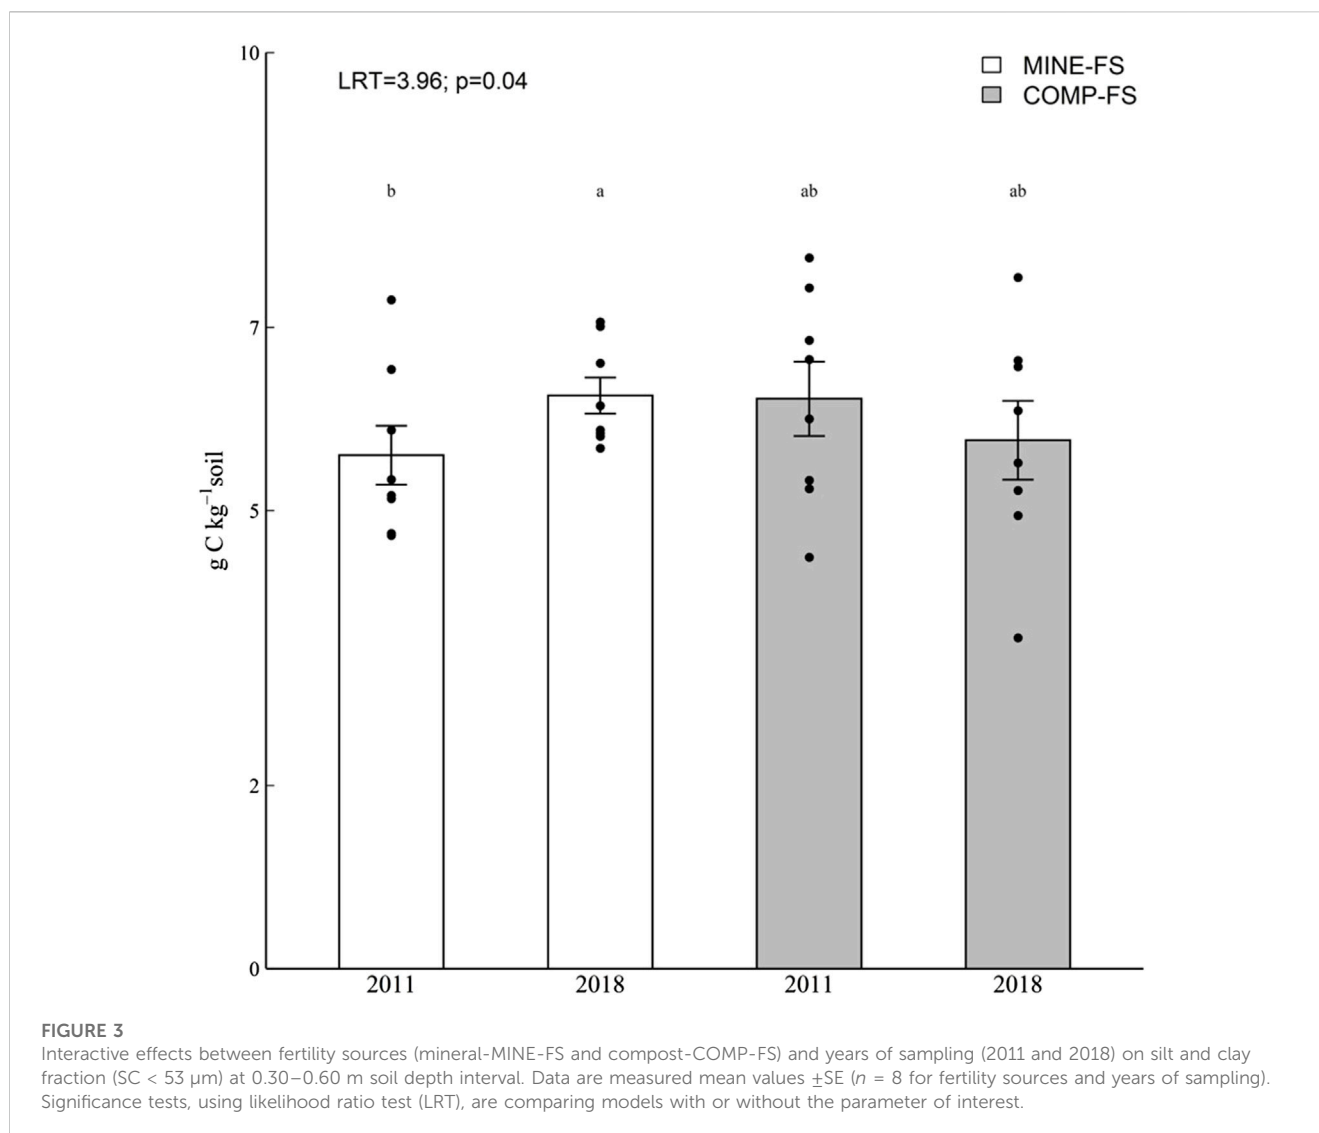 10
LRT=3.96; p=0.04
MINE-FS
COMP-FS
b a ab ab
7
5
g C kg⁻¹soil
2
0
2011 2018 2011 2018
FIGURE 3
Interactive effects between fertility sources (mineral-MINE-FS and compost-COMP-FS) and years of sampling (2011 and 2018) on silt and clay
fraction (SC < 53 µm) at 0.30–0.60 m soil depth interval. Data are measured mean values ±SE (n = 8 for fertility sources and years of sampling).
Significance tests, using likelihood ratio test (LRT), are comparing models with or without the parameter of interest.